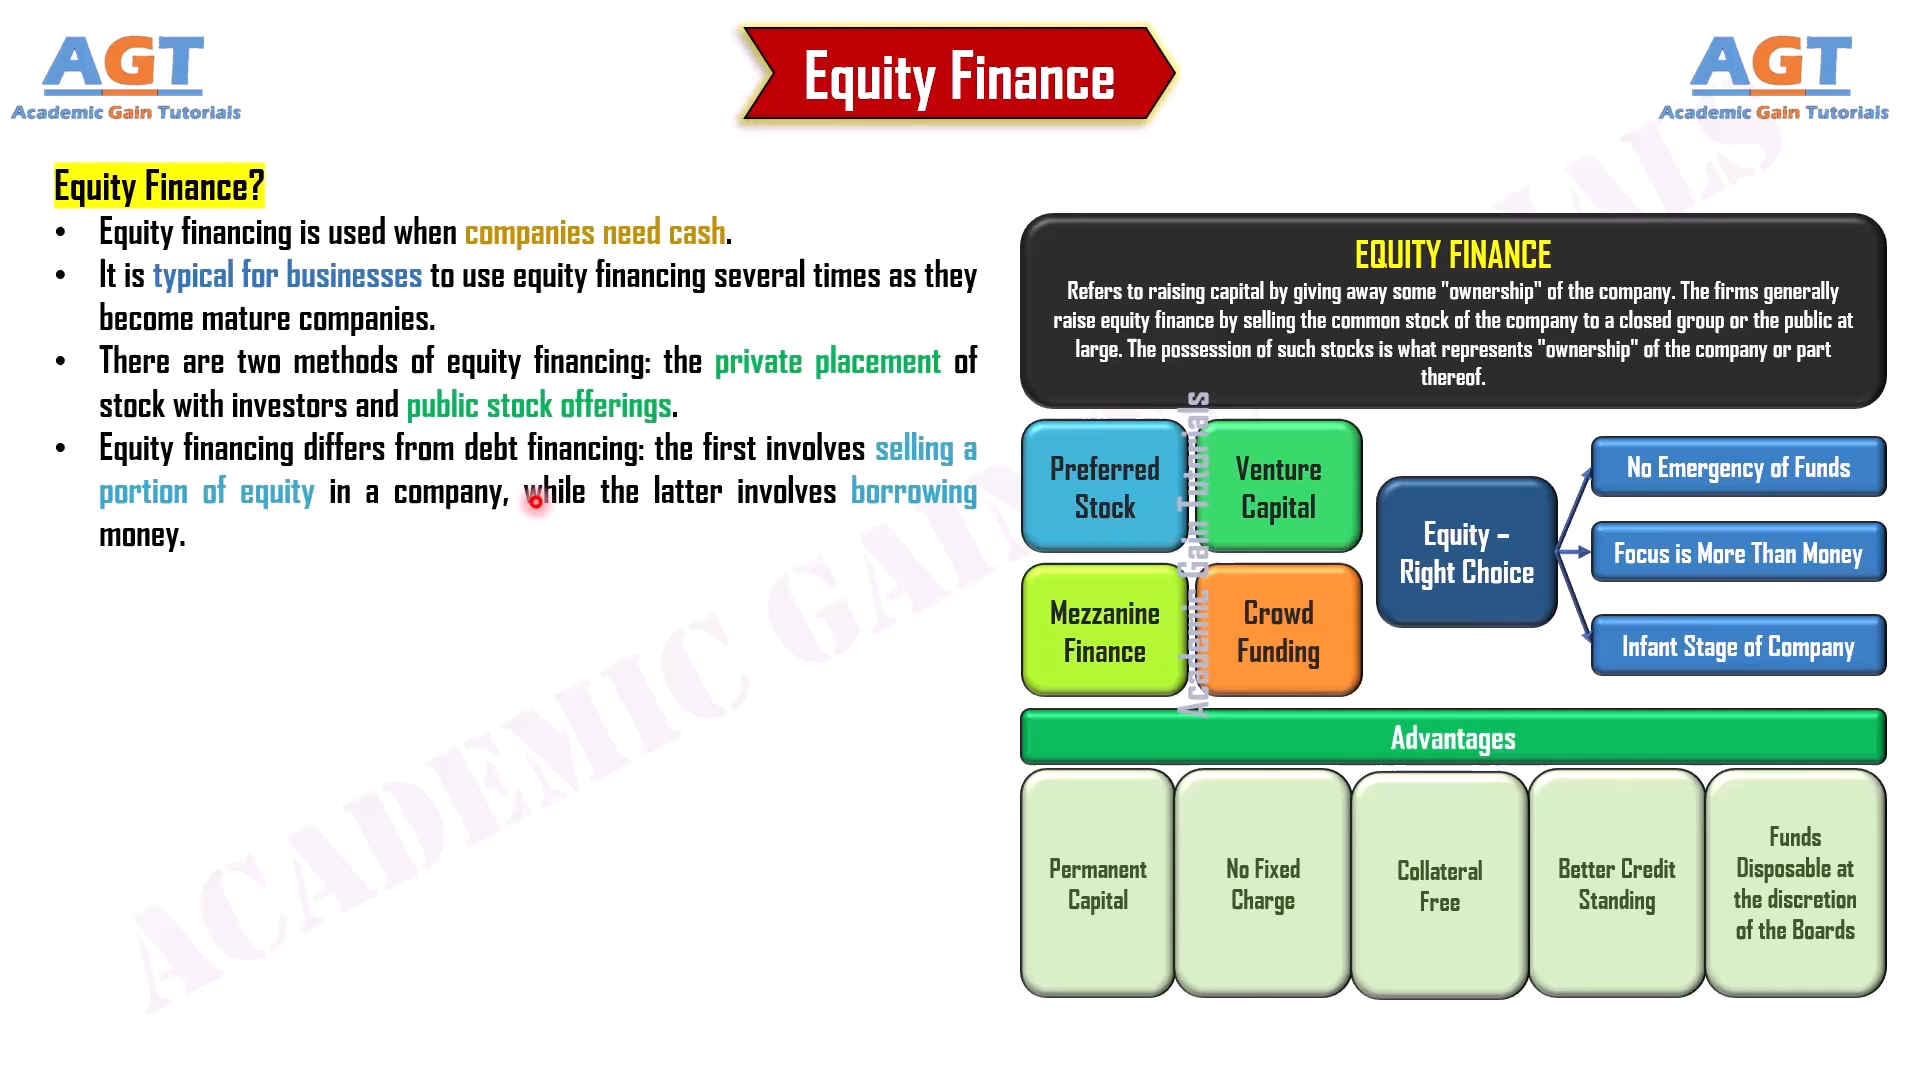 AGT
Academic Gain Tutorials
Equity Finance
AGT
Academic Gain Tutorials
Equity Finance?
• Equity financing is used when companies need cash.
• It is typical for businesses to use equity financing several times as they
become mature companies.
• There are two methods of equity financing: the private placement of
stock with investors and public stock offerings.
• Equity financing differs from debt financing: the first involves selling a
portion of equity in a company, while the latter involves borrowing
money.
EQUITY FINANCE
Refers to raising capital by giving away some "ownership" of the company. The firms generally
raise equity finance by selling the common stock of the company to a closed group or the public at
large. The possession of such stocks is what represents "ownership" of the company or part
thereof.
Preferred
Stock
Venture
Capital
Mezzanine
Finance
Crowd
Funding
Academic Gain Tutorials
Equity –
Right Choice
No Emergency of Funds
Focus is More Than Money
Infant Stage of Company
Advantages
Permanent
Capital
No Fixed
Charge
Collateral
Free
Better Credit
Standing
Funds
Disposable at
the discretion
of the Boards
ACADEMIC GAIN